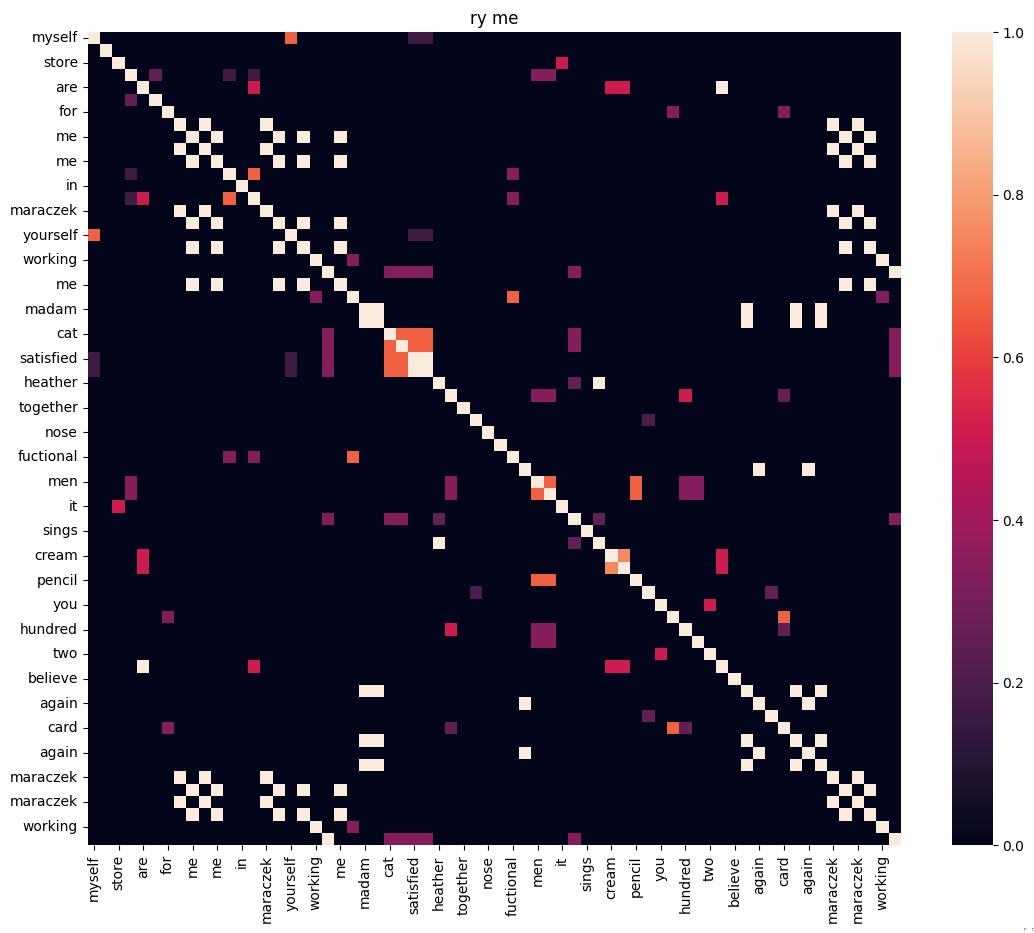 ry me
myself
store
are
for
me
me
in
maraczek
yourself
working
me
madam
cat
satisfied
heather
together
nose
fuctional
men
it
sings
cream
pencil
you
hundred
two
believe
again
card
again
maraczek
maraczek
working
1.0
0.8
0.6
0.4
0.2
0.0
myself
store
are
for
me
me
in
maraczek
yourself
working
me
madam
cat
satisfied
heather
together
nose
fuctional
men
it
sings
cream
pencil
you
hundred
two
believe
again
card
again
maraczek
maraczek
working